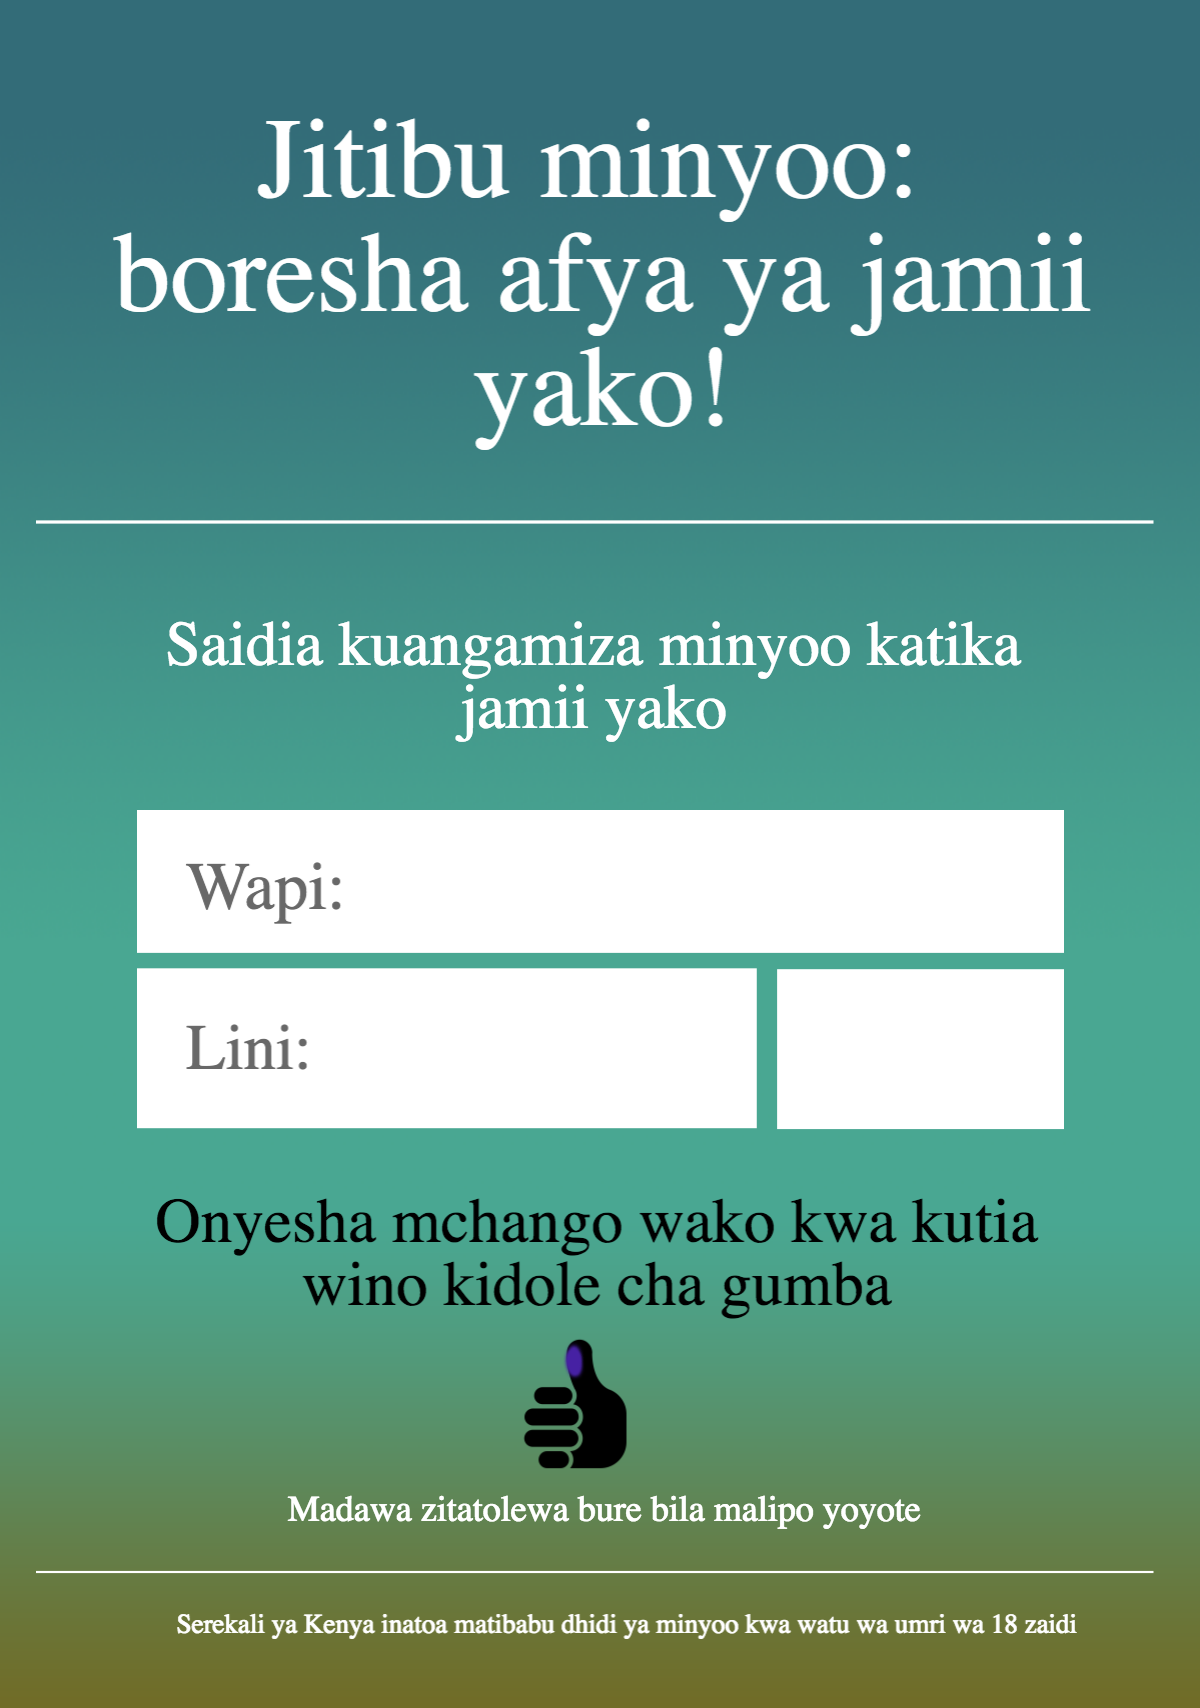 Jitibu minyoo:
boresha afya ya jamii
yako!
Saidia kuangamiza minyoo katika
jamii yako
Wapi:
Lini:
Onyesha mchango wako kwa kutia
wino kidole cha gumba
Madawa zitatolewa bure bila malipo yoyote
Serekali ya Kenya inatoa matibabu dhidi ya minyoo kwa watu wa umri wa 18 zaidi